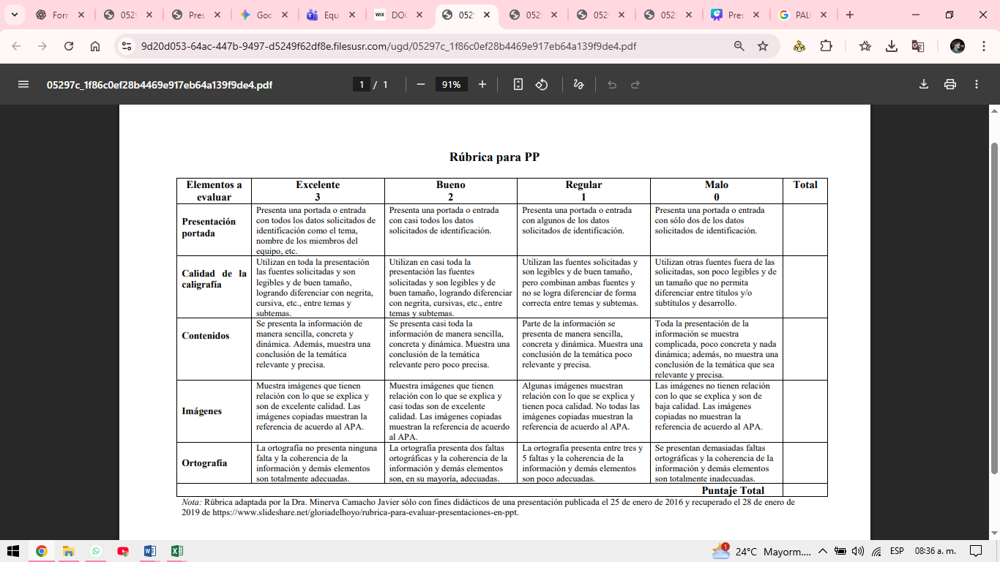 Forn
0529
Pres
Goo
Equi
WIX
DOC
0529
0529
0529
0529
Pres
PALA
9d20d053-64ac-447b-9497-d5249f62df8e.filesusr.com/ugd/05297c_1f86c0ef28b4469e917eb64a139f9de4.pdf
05297c_1f86c0ef28b4469e917eb64a139f9de4.pdf
1 / 1
91%
Rúbrica para PP
Elementos a
evaluar
Excelente
3
Bueno
2
Regular
1
Malo
0
Total
Presentación
portada
Presenta una portada o entrada
con todos los datos solicitados de
identificación como el tema,
nombre de los miembros del
equipo, etc.
Presenta una portada o entrada
con casi todos los datos
solicitados de identificación.
Presenta una portada o entrada
con algunos de los datos
solicitados de identificación.
Presenta una portada o entrada
con sólo dos de los datos
solicitados de identificación.
Calidad de la
caligrafía
Utilizan en toda la presentación
las fuentes solicitadas y son
legibles y de buen tamaño,
logrando diferenciar con negrita,
cursiva, etc., entre temas y
subtemas.
Utilizan en casi toda la
presentación las fuentes
solicitadas y son legibles y de
buen tamaño, logrando diferenciar
con negrita, cursivas, etc., entre
temas y subtemas.
Utilizan las fuentes solicitadas y
son legibles y de buen tamaño,
pero combinan ambas fuentes y
no se logra diferenciar de forma
correcta entre temas y subtemas.
Utilizan otras fuentes fuera de las
solicitadas, son poco legibles y de
un tamaño que no permita
diferenciar entre títulos y/o
subtítulos y desarrollo.
Contenidos
Se presenta la información de
manera sencilla, concreta y
dinámica. Además, muestra una
conclusión de la temática
relevante y precisa.
Se presenta casi toda la
información de manera sencilla,
concreta y dinámica. Muestra una
conclusión de la temática
relevante pero poco precisa.
Parte de la información se
presenta de manera sencilla,
concreta y dinámica. Muestra una
conclusión de la temática poco
relevante y precisa.
Toda la presentación de la
información se muestra
complicada, poco concreta y nada
dinámica; además, no muestra una
conclusión de la temática que sea
relevante y precisa.
Imágenes
Muestra imágenes que tienen
relación con lo que se explica y
son de excelente calidad. Las
imágenes copiadas muestran la
referencia de acuerdo al APA.
Muestra imágenes que tienen
relación con lo que se explica y
casi todas son de excelente
calidad. Las imágenes copiadas
muestran la referencia de acuerdo
al APA.
Algunas imágenes muestran
relación con lo que se explica y
tienen poca calidad. No todas las
imágenes copiadas muestran la
referencia de acuerdo al APA.
Las imágenes no tienen relación
con lo que se explica y son de
baja calidad. Las imágenes
copiadas no muestran la
referencia de acuerdo al APA.
Ortografía
La ortografía no presenta ninguna
falta y la coherencia de la
información y demás elementos
son totalmente adecuadas.
La ortografía presenta dos faltas
ortográficas y la coherencia de la
información y demás elementos
son, en su mayoría, adecuadas.
La ortografía presenta entre tres y
5 faltas y la coherencia de la
información y demás elementos
son poco adecuadas.
Se presentan demasiadas faltas
ortográficas y la coherencia de la
información y demás elementos
son totalmente inadecuadas.
Puntaje Total
Nota: Rúbrica adaptada por la Dra. Minerva Camacho Javier sólo con fines didácticos de una presentación publicada el 25 de enero de 2016 y recuperado el 28 de enero de
2019 de https://www.slideshare.net/gloriadelhoyo/rubrica-para-evaluar-presentaciones-en-ppt.
1
24°C Mayorm....
ESP
08:36 a. m.